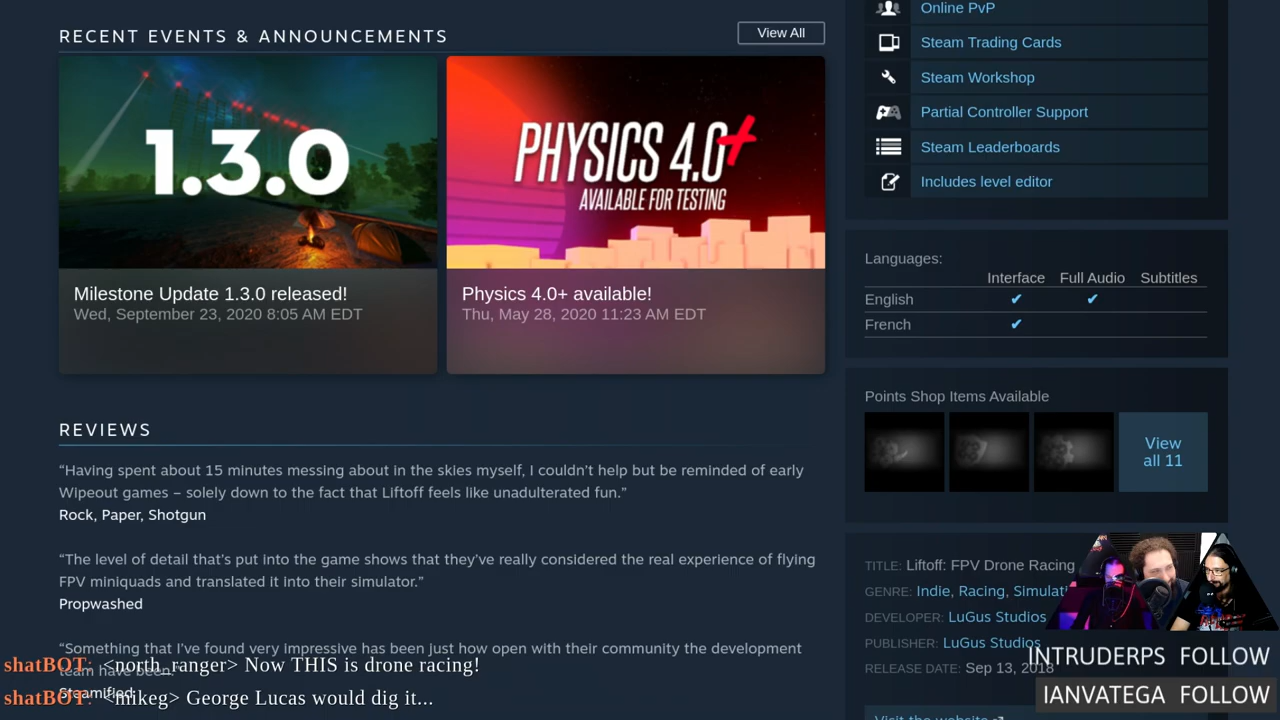 RECENT EVENTS & ANNOUNCEMENTS
View All
1.3.0
PHYSICS 4.0+
AVAILABLE FOR TESTING
Milestone Update 1.3.0 released!
Wed, September 23, 2020 8:05 AM EDT
Physics 4.0+ available!
Thu, May 28, 2020 11:23 AM EDT
REVIEWS
“Having spent about 15 minutes messing about in the skies myself, I couldn’t help but be reminded of early
Wipeout games – solely down to the fact that Liftoff feels like unadulterated fun.”
Rock, Paper, Shotgun
“The level of detail that’s put into the game shows that they’ve really considered the real experience of flying
FPV miniquads and translated it into their simulator.”
Propwashed
“Something that I’ve found very impressive has been just how open with their community the development
team have been.”
Steamified
shatBOT: <north_ranger> Now THIS is drone racing!
shatBOT: <mikeg> George Lucas would dig it...
Online PvP
Steam Trading Cards
Steam Workshop
Partial Controller Support
Steam Leaderboards
Includes level editor
Languages:
Interface Full Audio Subtitles
English ✔ ✔
French ✔
Points Shop Items Available
View
all 11
TITLE: Liftoff: FPV Drone Racing
GENRE: Indie, Racing,
DEVELOPER: LuGus Studios
PUBLISHER: LuGus Studios
RELEASE DATE: Sep 13, 2018
Visit the website
INTRUDERPS FOLLOW
IANVATEGA FOLLOW